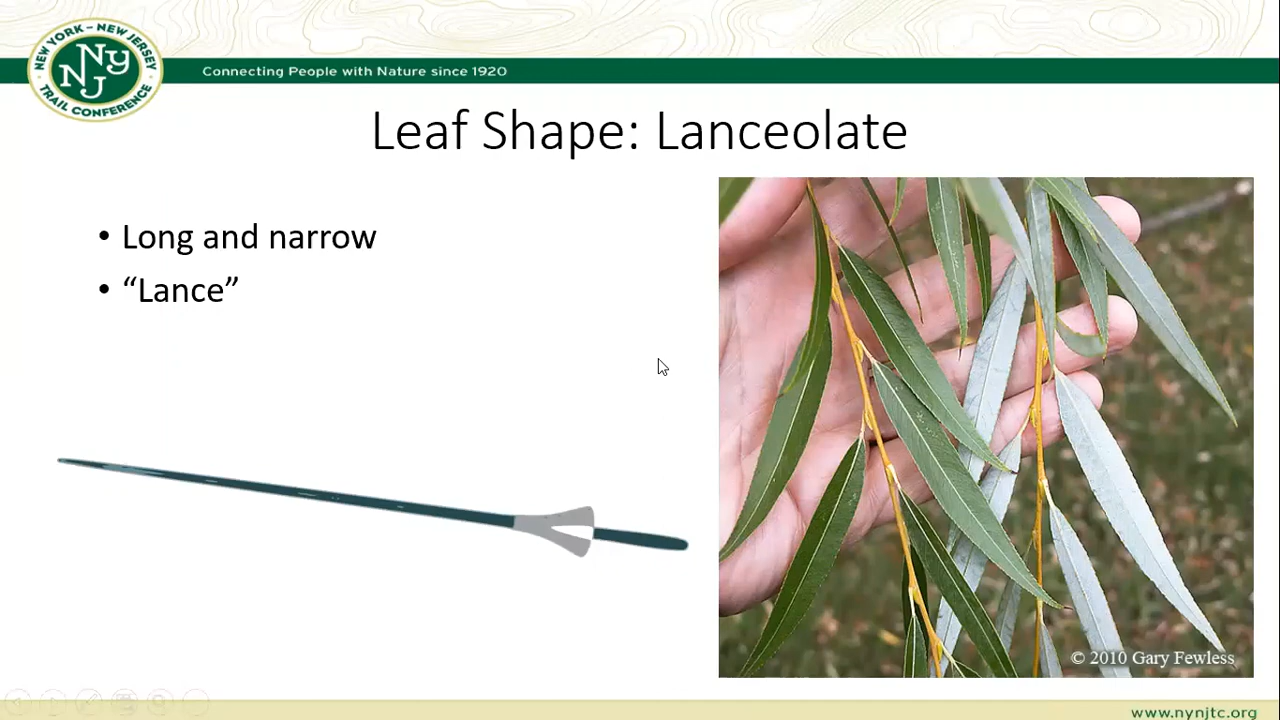 NEW YORK – NEW JERSEY
NY
NJ
TRAIL CONFERENCE
Connecting People with Nature since 1920
Leaf Shape: Lanceolate
• Long and narrow
• “Lance”
© 2010 Gary Fewless
www.nynjtc.org